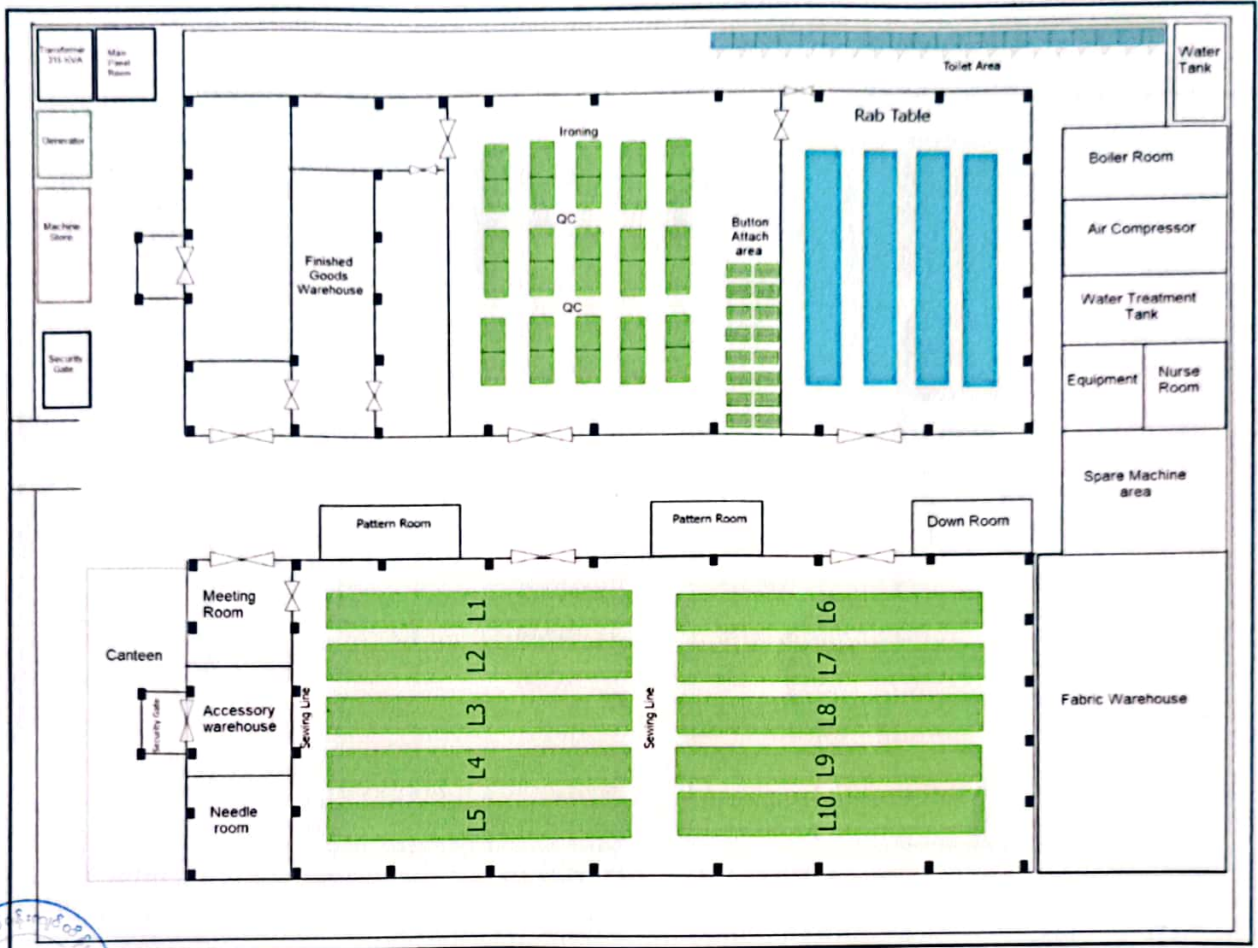 Transformer
315 KVA
Main
Panel
Room
Toilet Area
Water
Tank
Generator
Machine
Store
Security
Gate
Finished
Goods
Warehouse
Ironing
QC
QC
Button
Attach
area
Rab Table
Boiler Room
Air Compressor
Water Treatment
Tank
Equipment
Nurse
Room
Spare Machine
area
Pattern Room
Pattern Room
Down Room
Meeting
Room
Canteen
Security Gate
Accessory
warehouse
Needle
room
Sewing Line
L1
L2
L3
L4
L5
Sewing Line
L6
L7
L8
L9
L10
Fabric Warehouse